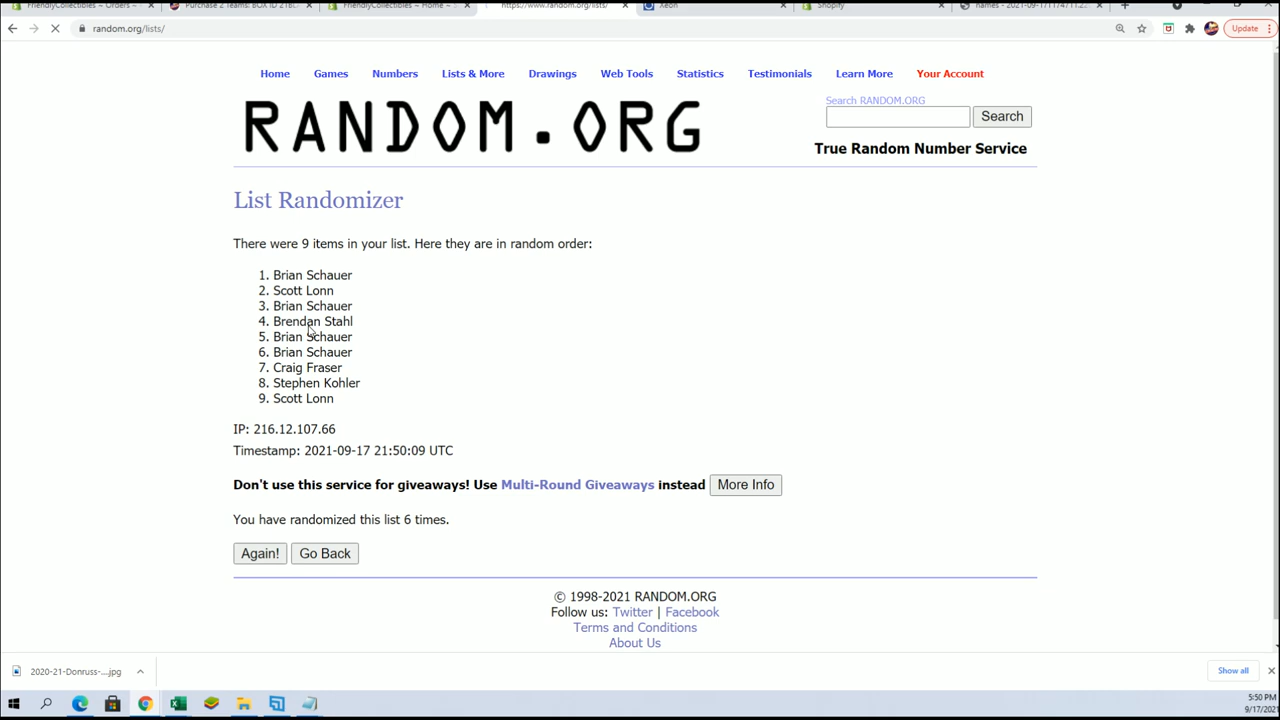 FriendlyCollectibles ~ Orders ~
Purchase 2 Teams: BOX ID
FriendlyCollectibles ~ Home ~
https://www.random.org/lists/
Xeon
Shopify
names - 2021-09-17
random.org/lists/
Update
Home Games Numbers Lists & More Drawings Web Tools Statistics Testimonials Learn More Your Account
RANDOM.ORG
Search RANDOM.ORG
Search
True Random Number Service
List Randomizer
There were 9 items in your list. Here they are in random order:
1. Brian Schauer
2. Scott Lonn
3. Brian Schauer
4. Brendan Stahl
5. Brian Schauer
6. Brian Schauer
7. Craig Fraser
8. Stephen Kohler
9. Scott Lonn
IP: 216.12.107.66
Timestamp: 2021-09-17 21:50:09 UTC
Don't use this service for giveaways! Use Multi-Round Giveaways instead More Info
You have randomized this list 6 times.
Again! Go Back
© 1998-2021 RANDOM.ORG
Follow us: Twitter | Facebook
Terms and Conditions
About Us
2020-21-Donruss-....jpg
Show all
5:50 PM
9/17/2021